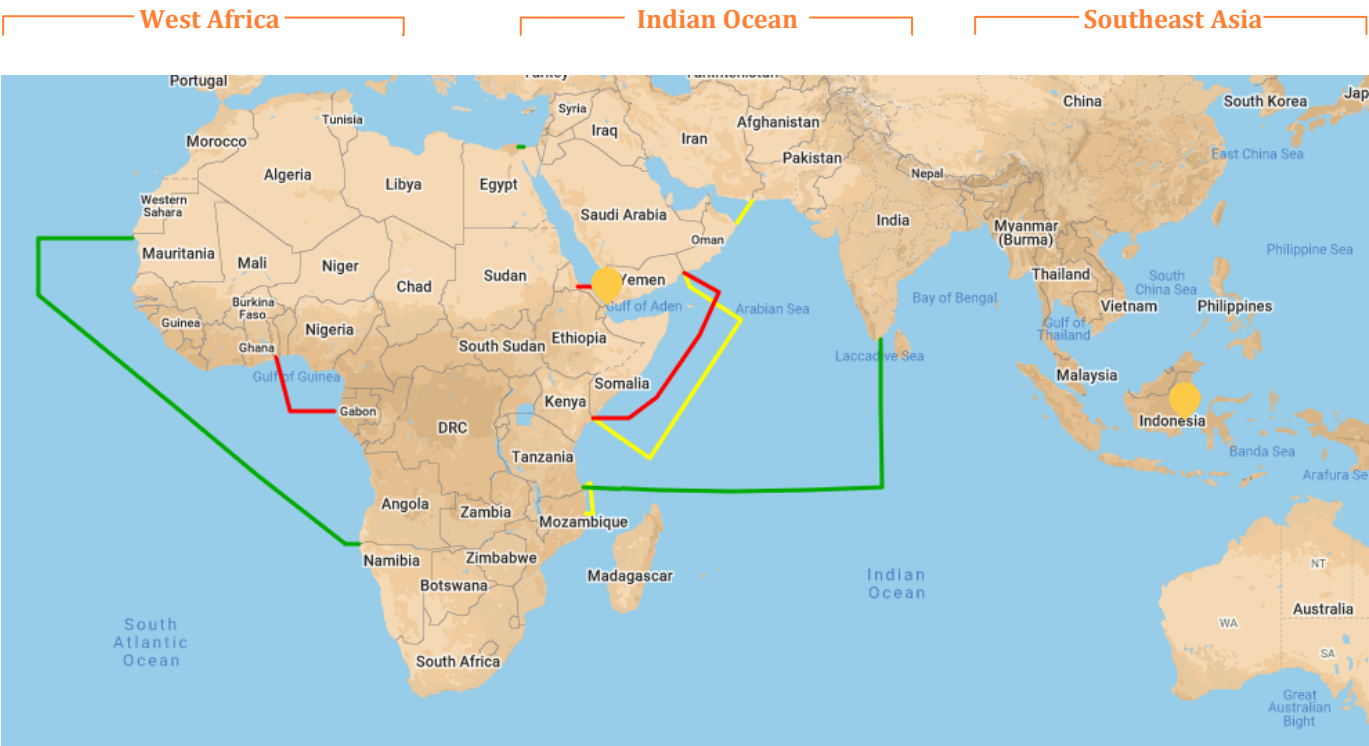 West Africa
Indian Ocean
Southeast Asia
Portugal
Turkey
Turkmenistan
China
South Korea
Syria
Tunisia
Iraq
Iran
Afghanistan
Morocco
Pakistan
East China Sea
Algeria
Libya
Egypt
Nepal
Western
Sahara
Saudi Arabia
India
Myanmar
(Burma)
Oman
Philippine Sea
Mauritania
Mali
Niger
Chad
Sudan
Yemen
Thailand
South
China Sea
Burkina
Faso
Gulf of Aden
Arabian Sea
Bay of Bengal
Vietnam
Philippines
Guinea
Nigeria
Gulf of
Thailand
Ghana
South Sudan
Ethiopia
Laccadive Sea
Gulf of Guinea
Somalia
Malaysia
Gabon
Kenya
Indonesia
DRC
Banda Sea
Tanzania
Arafura Se
Angola
Zambia
Mozambique
Namibia
Zimbabwe
Botswana
Madagascar
Indian
Ocean
NT
Australia
WA
South
Atlantic
Ocean
South Africa
SA
Great
Australian
Bight
Jap